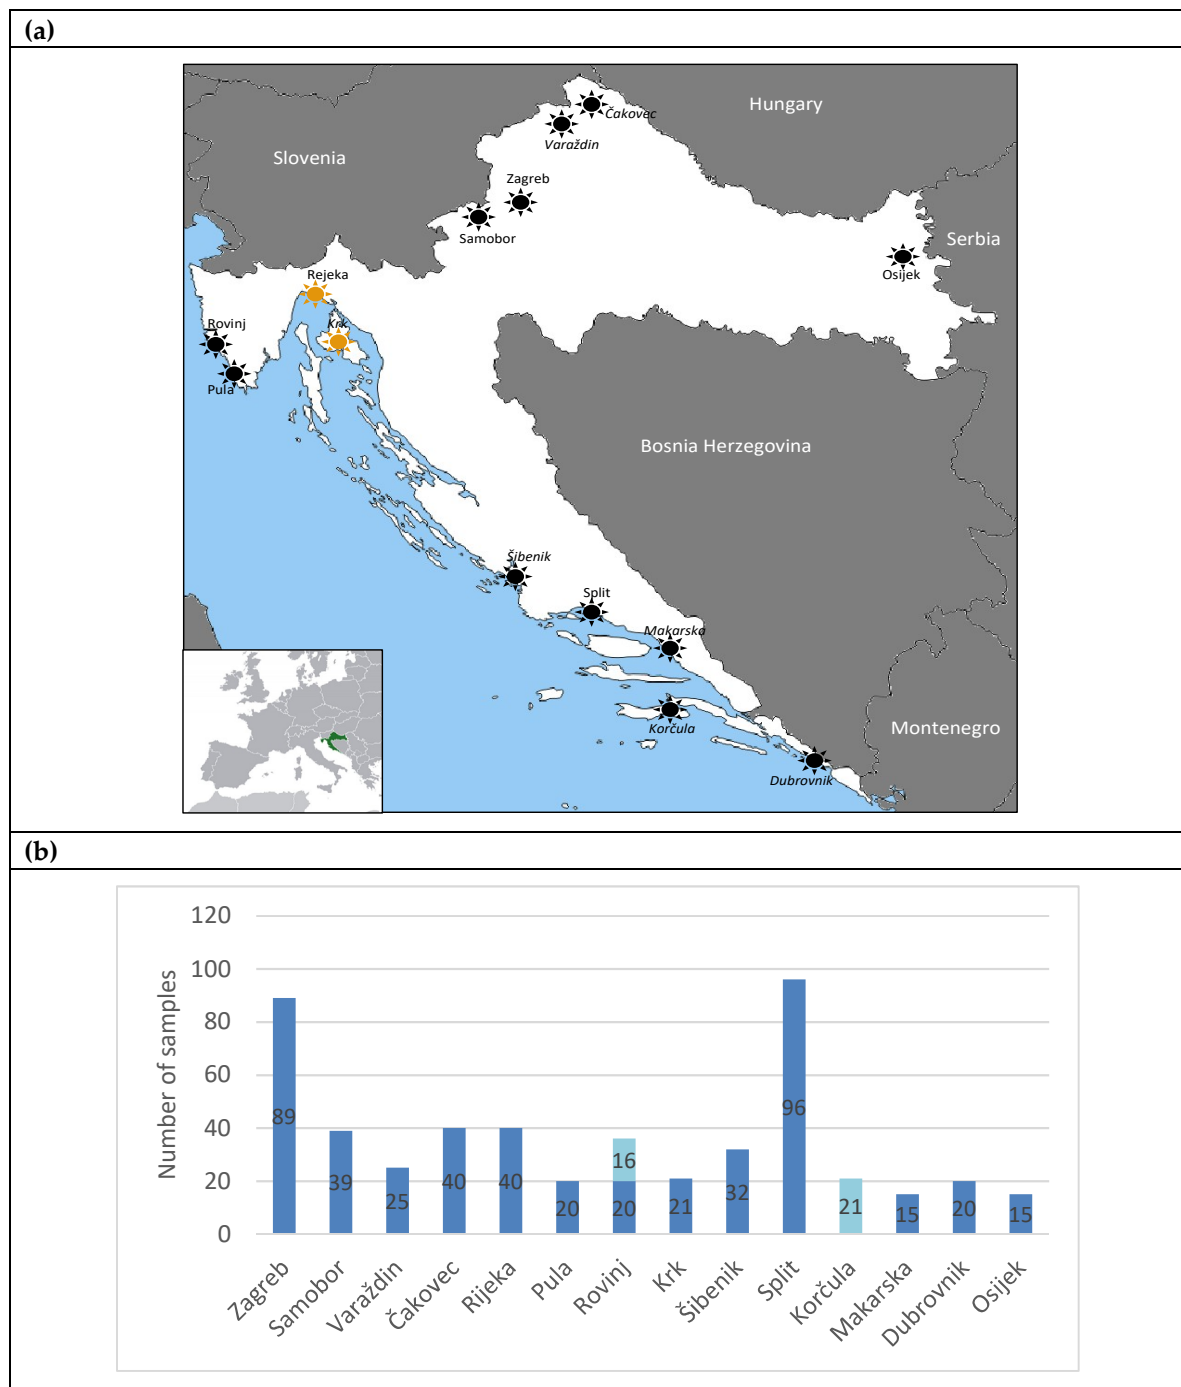 (a)
Hungary
Čakovec
Varaždin
Slovenia
Zagreb
Samobor
Serbia
Osijek
Rejeka
Krk
Rovinj
Pula
Bosnia Herzegovina
Šibenik
Split
Makarska
Korčula
Montenegro
Dubrovnik
(b)
120
100
80
60
40
20
0
Number of samples
89
39
25
40
40
20
16
20
21
32
96
21
15
20
15
Zagreb
Samobor
Varaždin
Čakovec
Rijeka
Pula
Rovinj
Krk
Šibenik
Split
Korčula
Makarska
Dubrovnik
Osijek